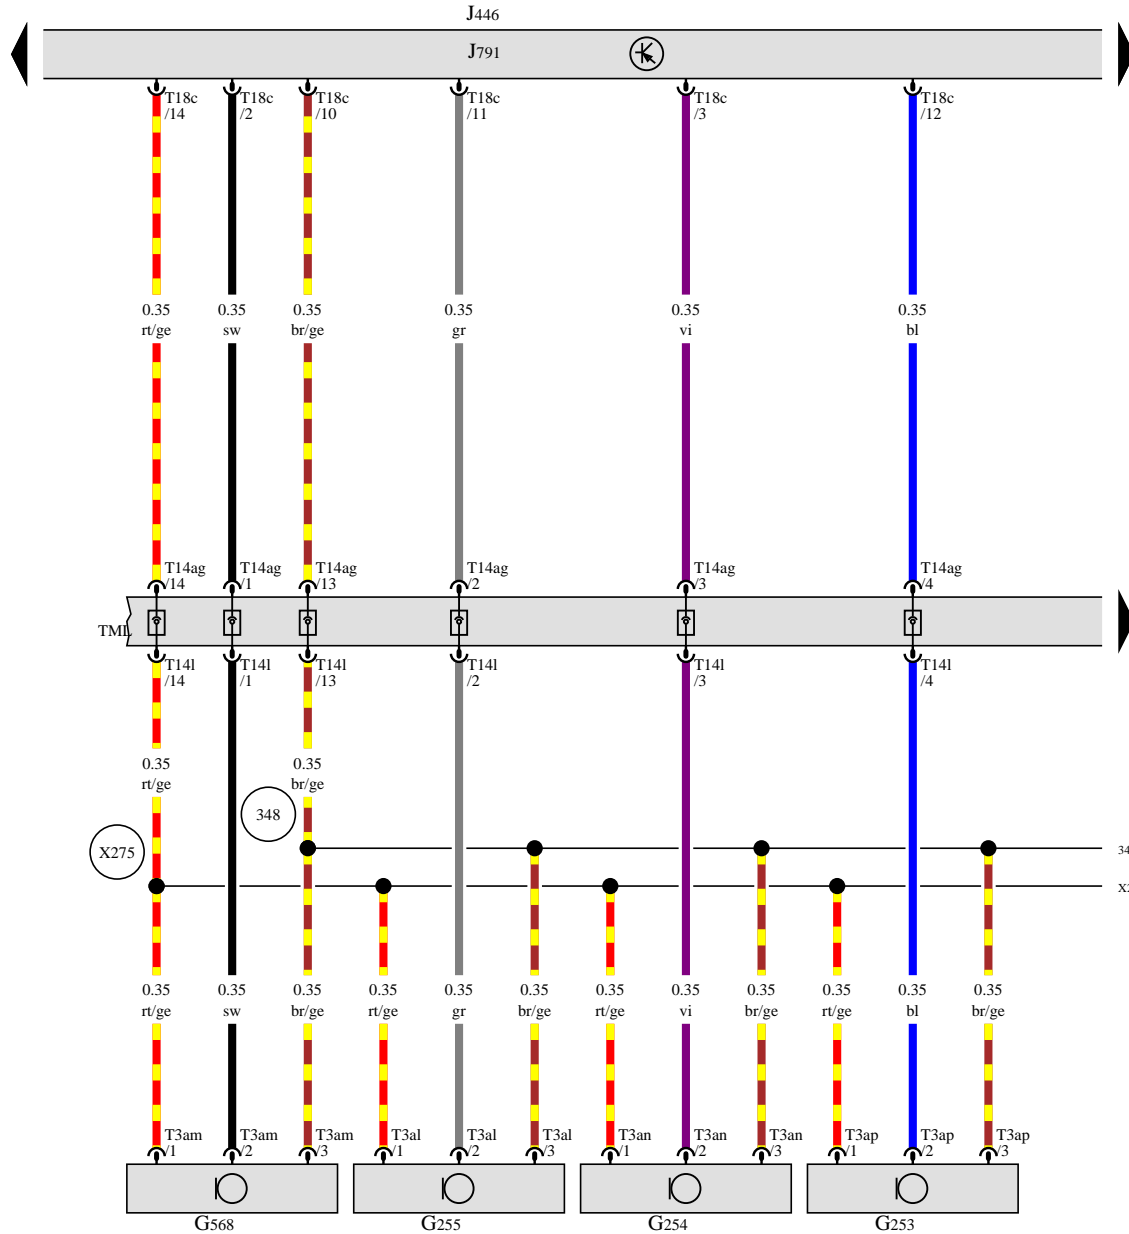 J446
J791
T18c T18c T18c T18c T18c T18c
/14 /2 /10 /11 /3 /12
0.35 0.35 0.35 0.35 0.35 0.35
rt/ge sw br/ge gr vi bl
T14ag T14ag T14ag T14ag T14ag T14ag
/14 /1 /13 /2 /3 /4
TML
T14l T14l T14l T14l T14l T14l
/14 /1 /13 /2 /3 /4
0.35 0.35
rt/ge br/ge
348
X275
34
X
0.35 0.35 0.35 0.35 0.35 0.35 0.35 0.35 0.35 0.35 0.35 0.35
rt/ge sw br/ge rt/ge gr br/ge rt/ge vi br/ge rt/ge bl br/ge
T3am T3am T3am T3al T3al T3al T3an T3an T3an T3ap T3ap T3ap
/1 /2 /3 /1 /2 /3 /1 /2 /3 /1 /2 /3
G568 G255 G254 G253